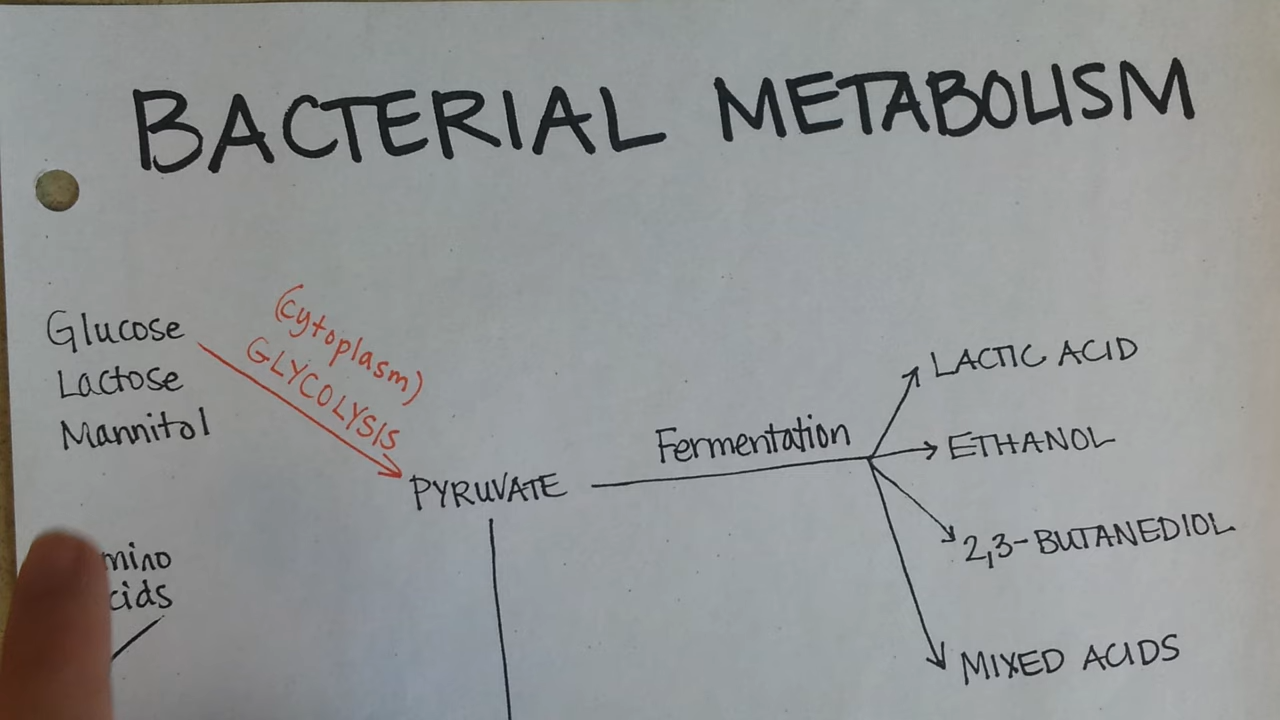 BACTERIAL METABOLISM
Glucose
Lactose
Mannitol
(cytoplasm)
GLYCOLYSIS
PYRUVATE
Fermentation
LACTIC ACID
ETHANOL
2,3-BUTANEDIOL
MIXED ACIDS